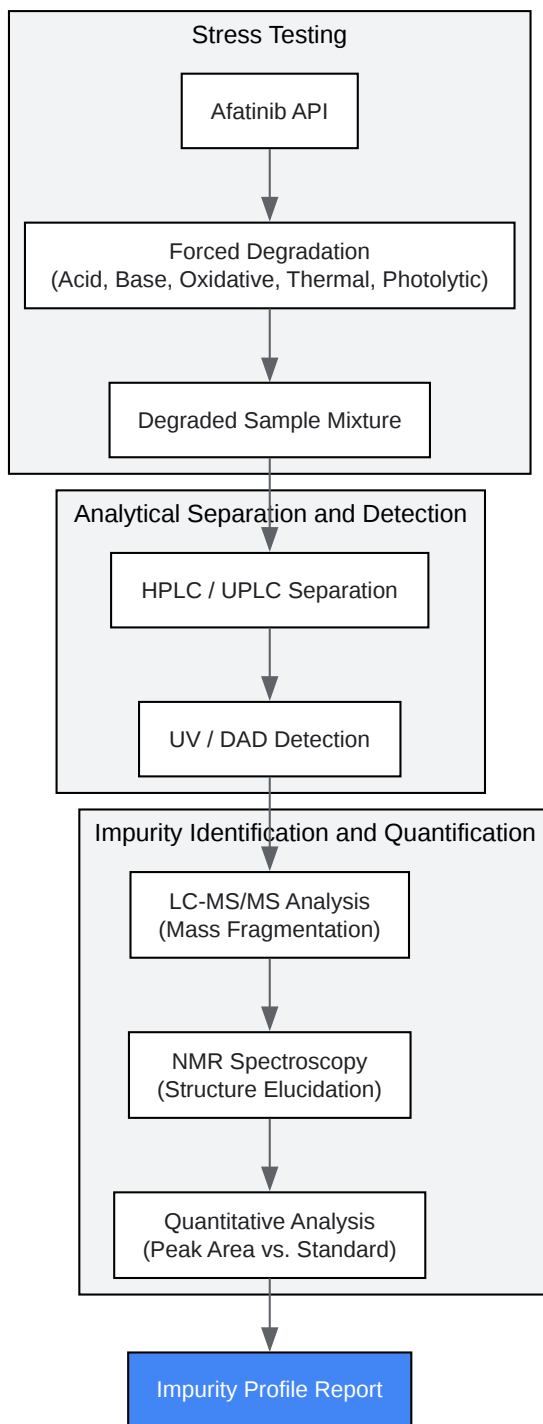 Stress Testing
Afatinib API
Forced Degradation
(Acid, Base, Oxidative, Thermal, Photolytic)
Degraded Sample Mixture
Analytical Separation and Detection
HPLC / UPLC Separation
UV / DAD Detection
Impurity Identification and Quantification
LC-MS/MS Analysis
(Mass Fragmentation)
NMR Spectroscopy
(Structure Elucidation)
Quantitative Analysis
(Peak Area vs. Standard)
Impurity Profile Report